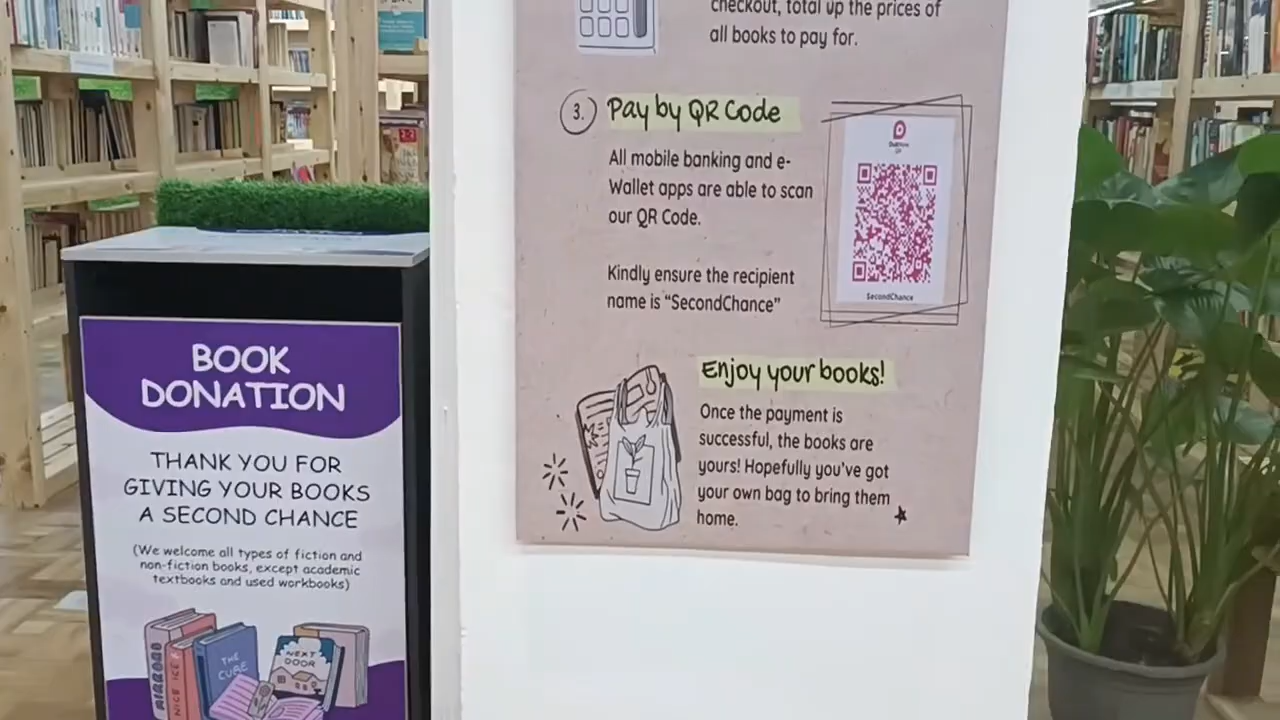 checkout, total up the prices of
all books to pay for.
3. Pay by QR Code
All mobile banking and e-
Wallet apps are able to scan
our QR Code.
Kindly ensure the recipient
name is “SecondChance”
SecondChance
Enjoy your books!
Once the payment is
successful, the books are
yours! Hopefully you've got
your own bag to bring them
home.
BOOK
DONATION
THANK YOU FOR
GIVING YOUR BOOKS
A SECOND CHANCE
(We welcome all types of fiction and
non-fiction books, except academic
textbooks and used workbooks)
MIRRORS
NICE ICE
THE
CUBE
NEXT
DOOR